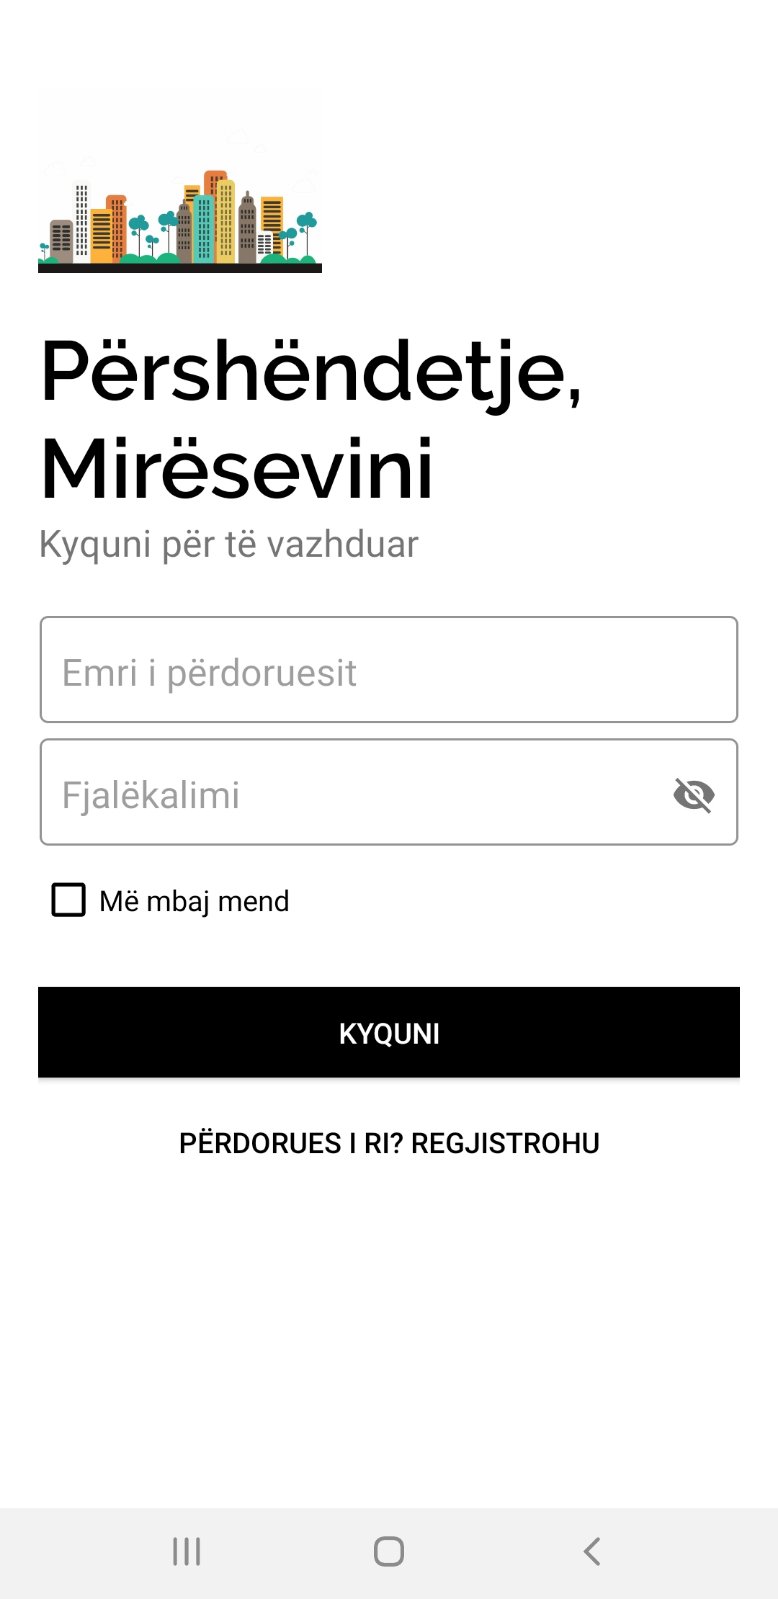 Përshëndetje,
Mirësevini
Kyquni për të vazhduar
Emri i përdoruesit
Fjalëkalimi
Më mbaj mend
KYQUNI
PËRDORUES I RI? REGJISTROHU